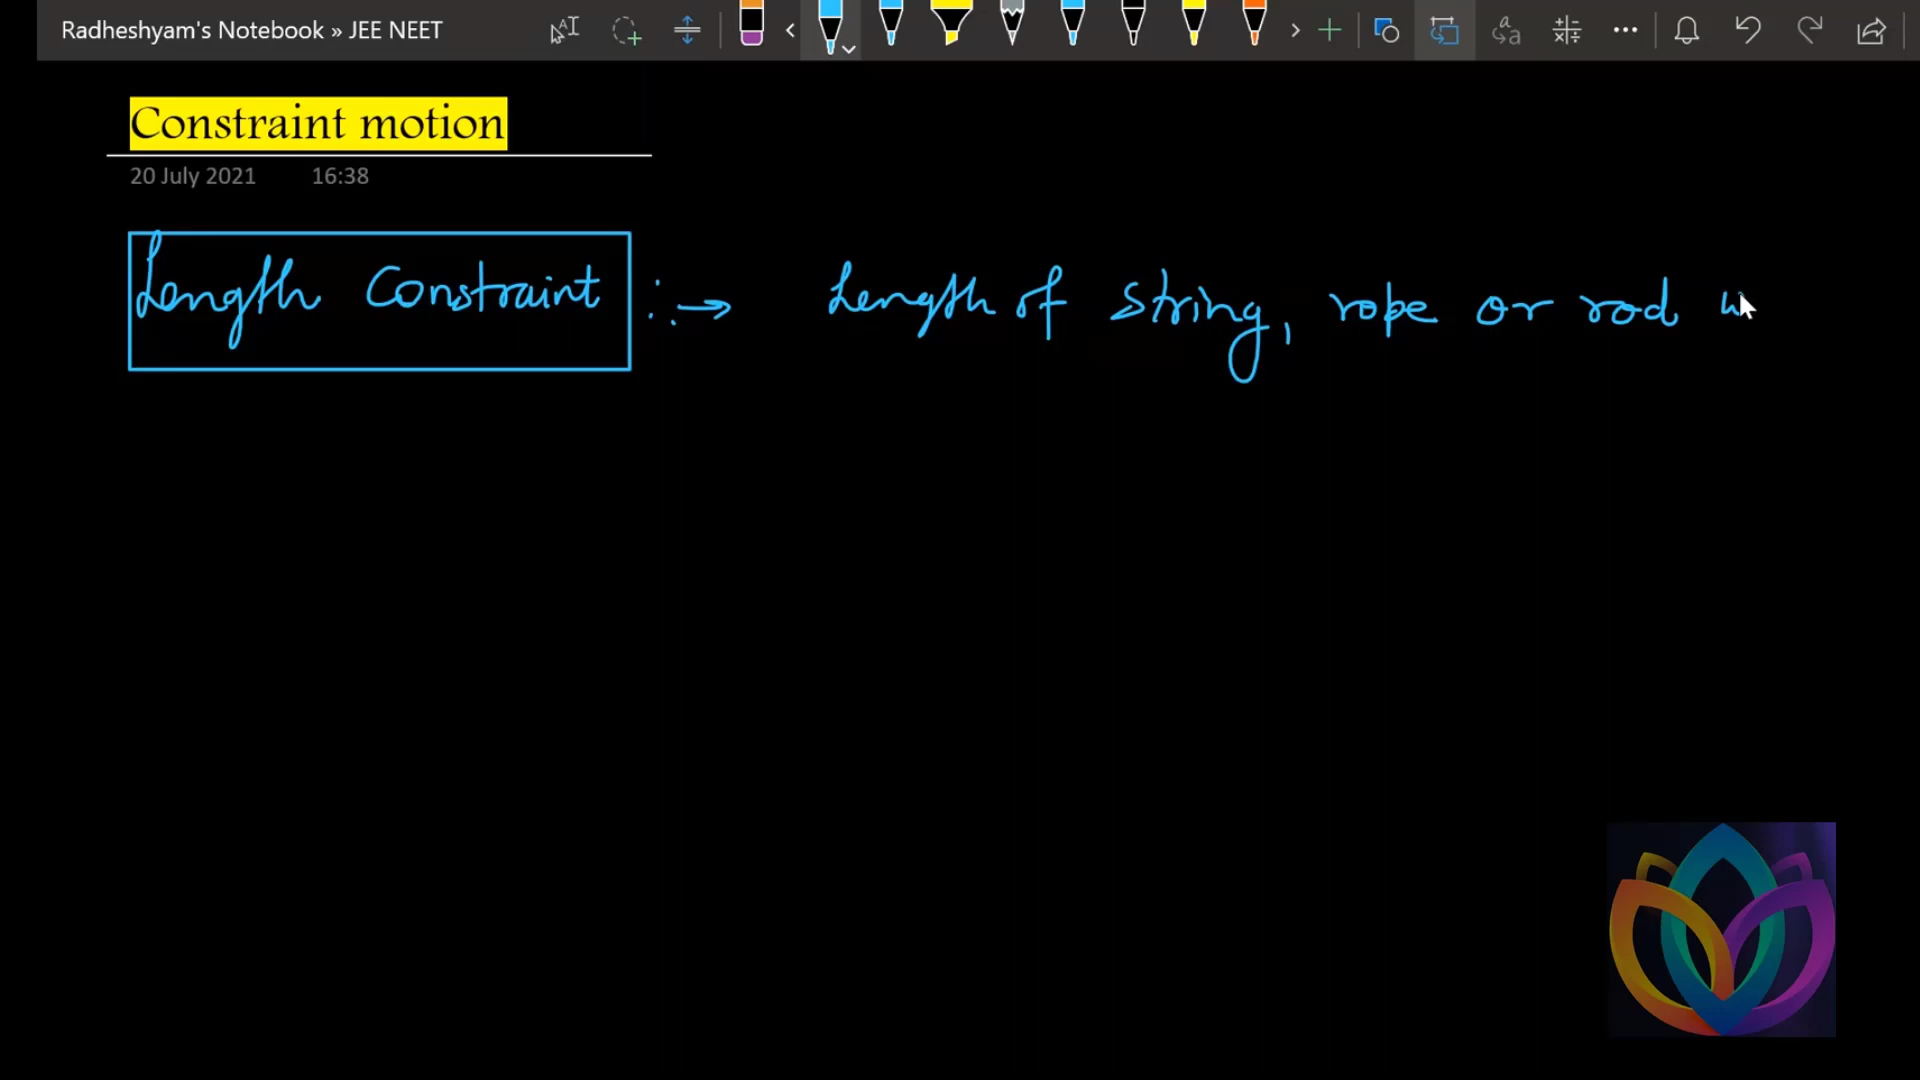 Radheshyam's Notebook » JEE NEET
Constraint motion
20 July 2021 16:38
Length Constraint :→ Length of string, rope or rod